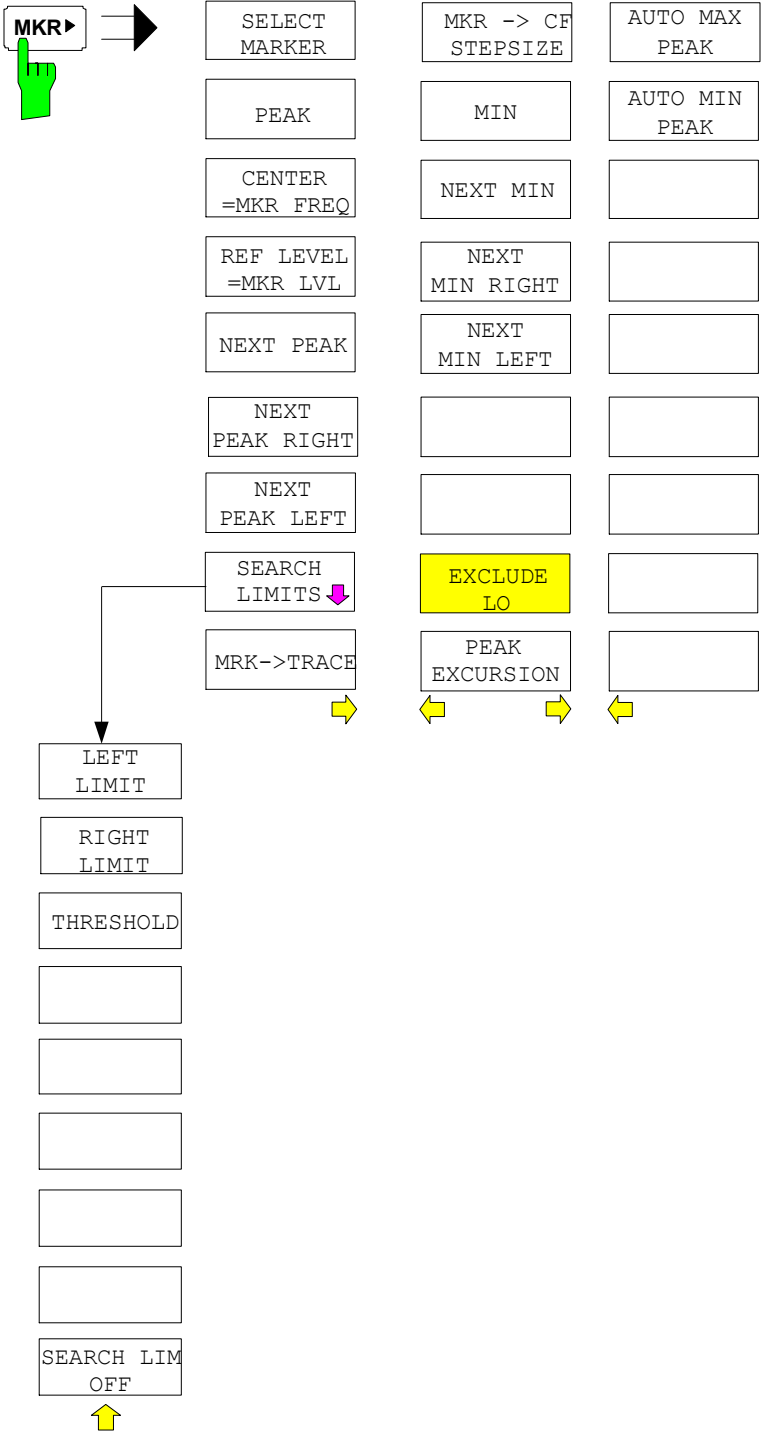 MKR
SELECT
MARKER
PEAK
CENTER
=MKR FREQ
REF LEVEL
=MKR LVL
NEXT PEAK
NEXT
PEAK RIGHT
NEXT
PEAK LEFT
SEARCH
LIMITS
MRK->TRACE
MKR -> CF
STEPSIZE
MIN
NEXT MIN
NEXT
MIN RIGHT
NEXT
MIN LEFT
EXCLUDE
LO
PEAK
EXCURSION
AUTO MAX
PEAK
AUTO MIN
PEAK
LEFT
LIMIT
RIGHT
LIMIT
THRESHOLD
SEARCH LIM
OFF